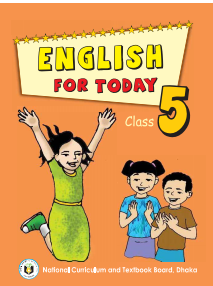 ENGLISH
FOR TODAY
Class 5
National Curriculum and Textbook Board, Dhaka